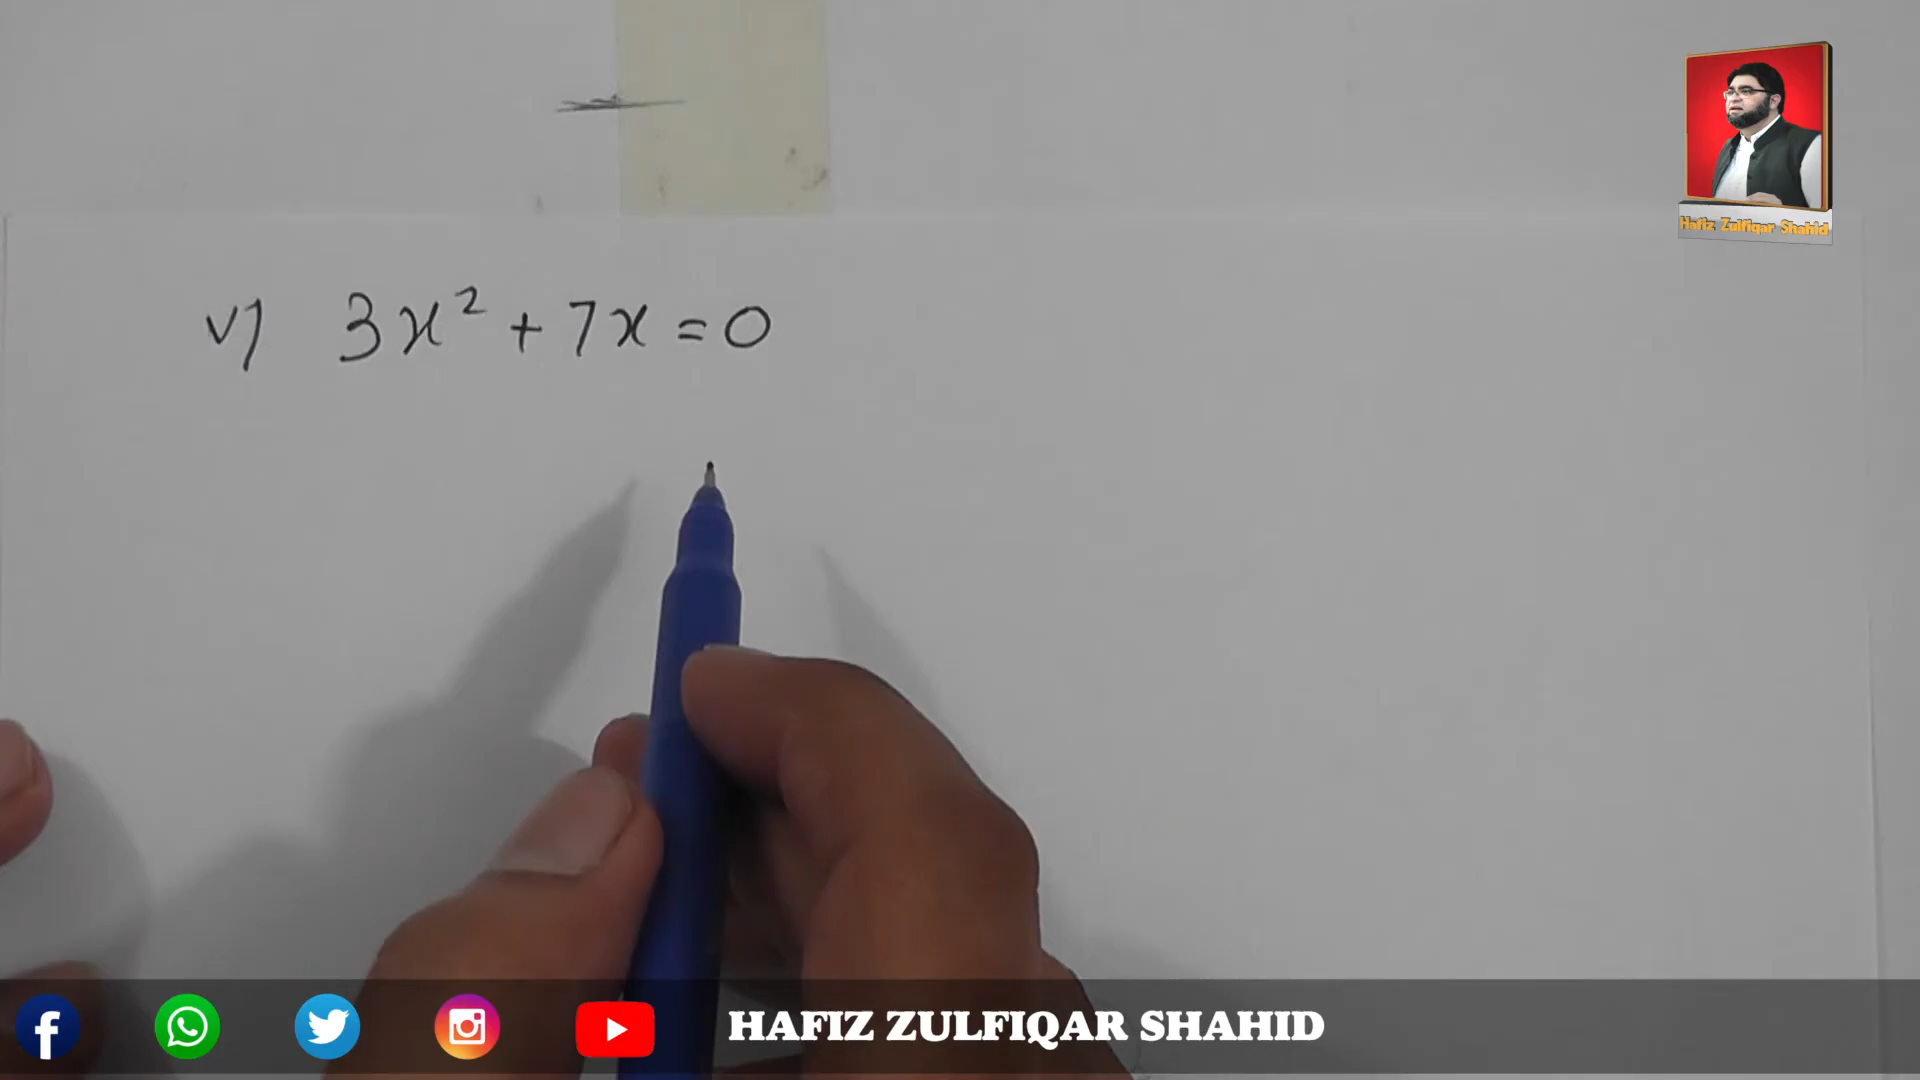 Hafiz Zulfiqar Shahid
v) 3x² + 7x = 0
HAFIZ ZULFIQAR SHAHID